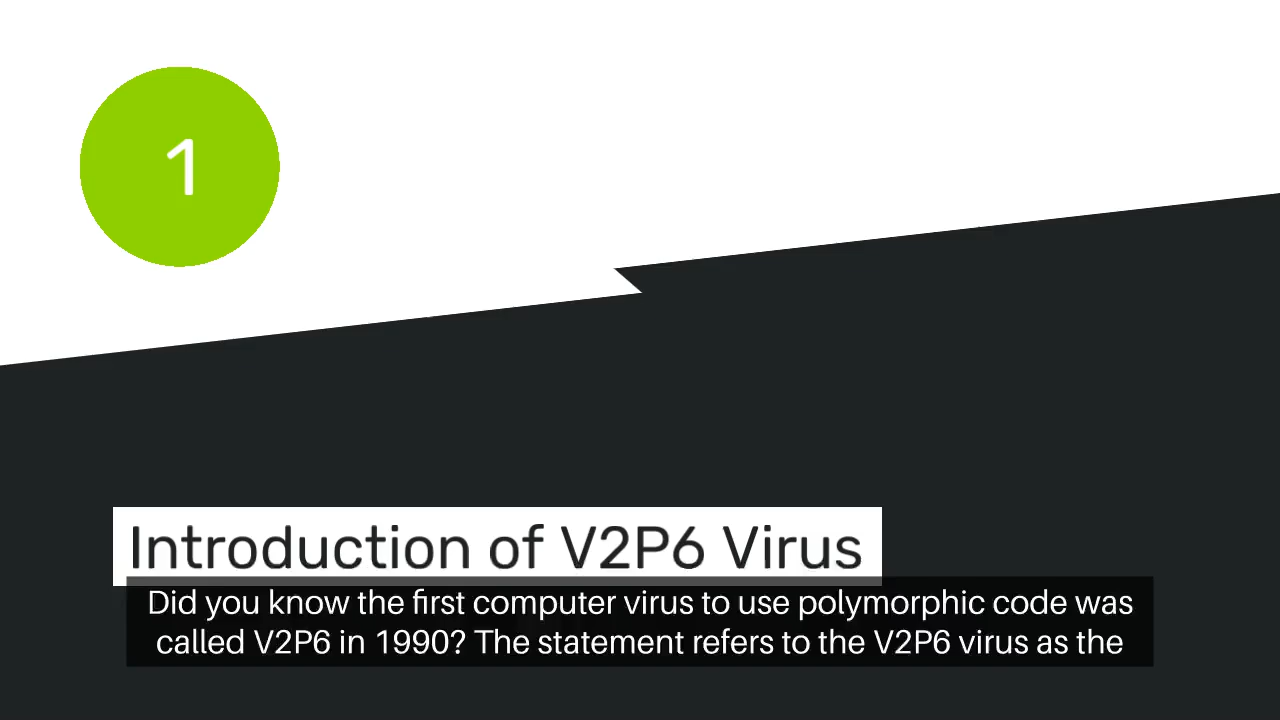 1
Introduction of V2P6 Virus
Did you know the first computer virus to use polymorphic code was
called V2P6 in 1990? The statement refers to the V2P6 virus as the